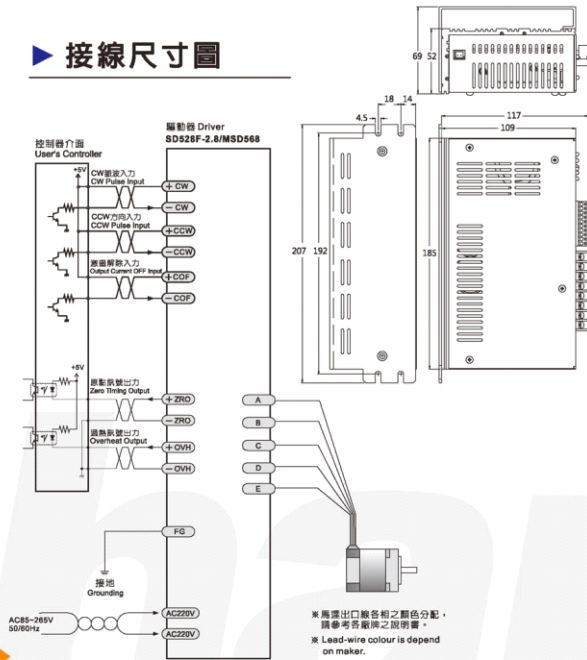 接線尺寸圖
69
52
18
14
4.5
117
109
207
192
185
驅動器 Driver
SD528F-2.8/MSD568
控制器介面
User's Controller
+5V
CW脈波入力
CW Pulse Input
+ CW
− CW
CCW方向入力
CCW Pulse Input
+ CCW
− CCW
激磁解除入力
Output Current OFF Input
+ COF
− COF
+5V
原點訊號出力
Zero Timing Output
+ ZRO
− ZRO
過熱訊號出力
Overheat Output
+ OVH
− OVH
A
B
C
D
E
FG
接地
Grounding
AC85~265V
50/60Hz
AC220V
AC220V
※馬達出口線各相之顏色分配,
請參考各廠牌之說明書。
※ Lead-wire colour is depend
on maker.